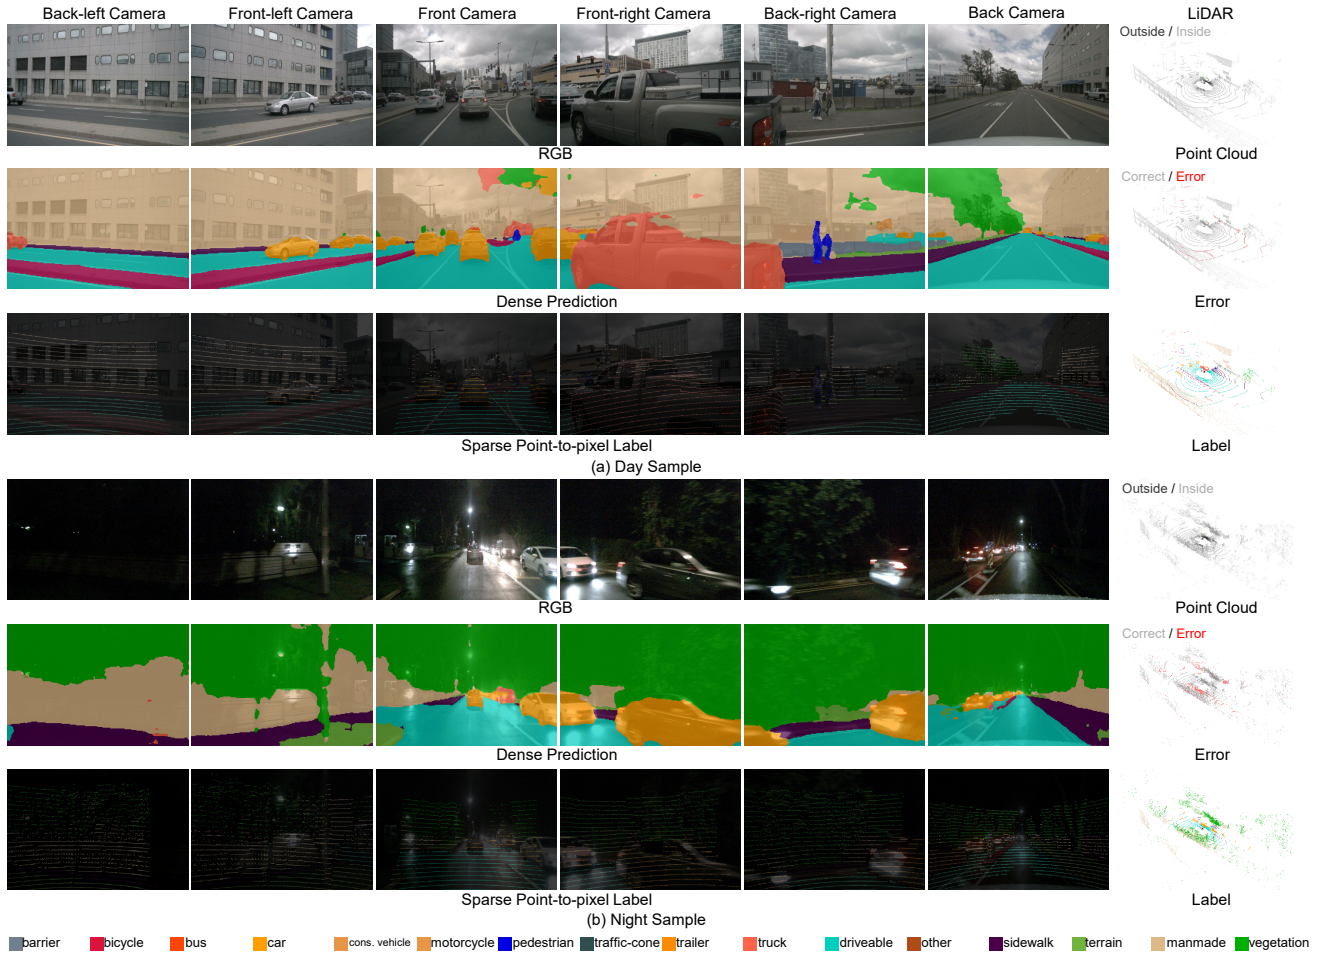 Back-left Camera Front-left Camera Front Camera Front-right Camera Back-right Camera Back Camera LiDAR
Outside / Inside
RGB Point Cloud
Correct / Error
Dense Prediction Error
Sparse Point-to-pixel Label Label
(a) Day Sample
Outside / Inside
RGB Point Cloud
Correct / Error
Dense Prediction Error
Sparse Point-to-pixel Label Label
(b) Night Sample
barrier bicycle bus car cons. vehicle motorcycle pedestrian traffic-cone trailer truck driveable other sidewalk terrain manmade vegetation